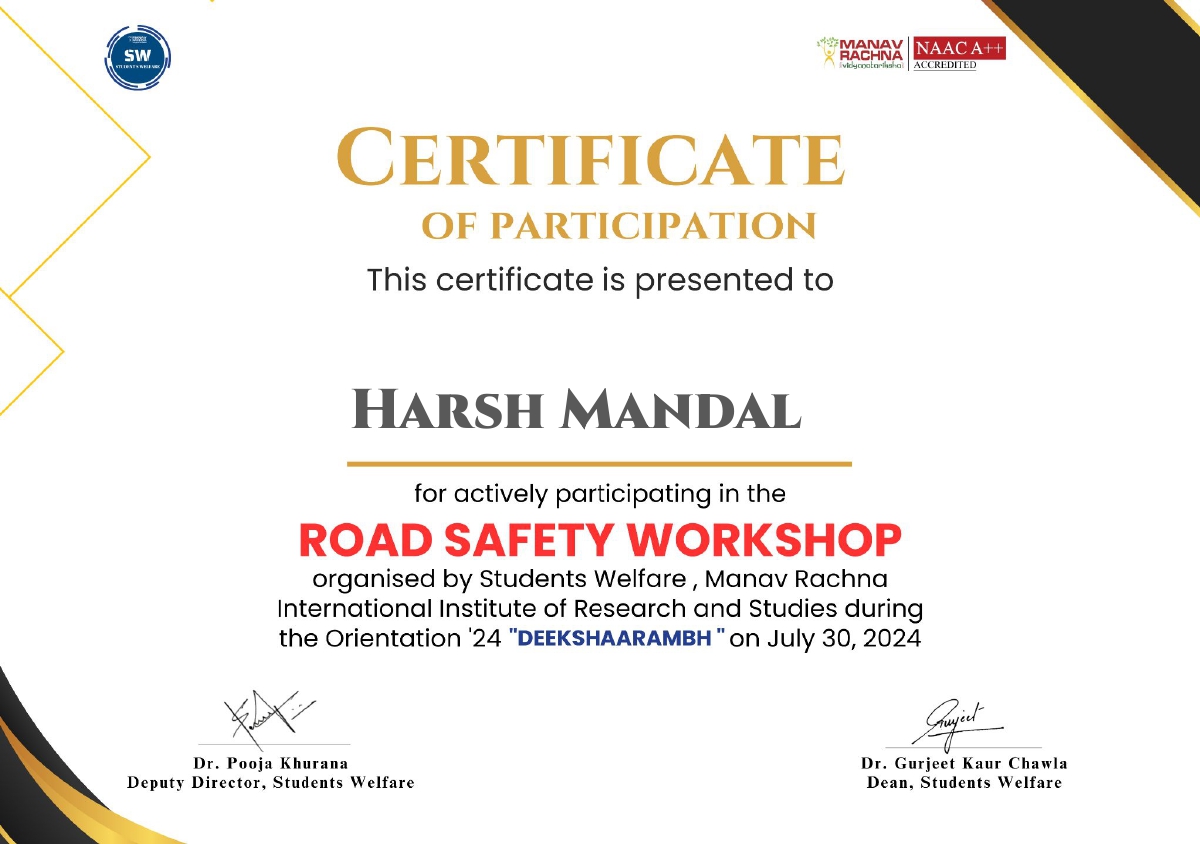 SW
STUDENTS WELFARE
MANAV
RACHNA
vidyanatariksha
NAAC A++
ACCREDITED
CERTIFICATE
OF PARTICIPATION
This certificate is presented to
HARSH MANDAL
for actively participating in the
ROAD SAFETY WORKSHOP
organised by Students Welfare , Manav Rachna
International Institute of Research and Studies during
the Orientation '24 "DEEKSHAARAMBH " on July 30, 2024
Gurjeet
Dr. Pooja Khurana
Deputy Director, Students Welfare
Dr. Gurjeet Kaur Chawla
Dean, Students Welfare